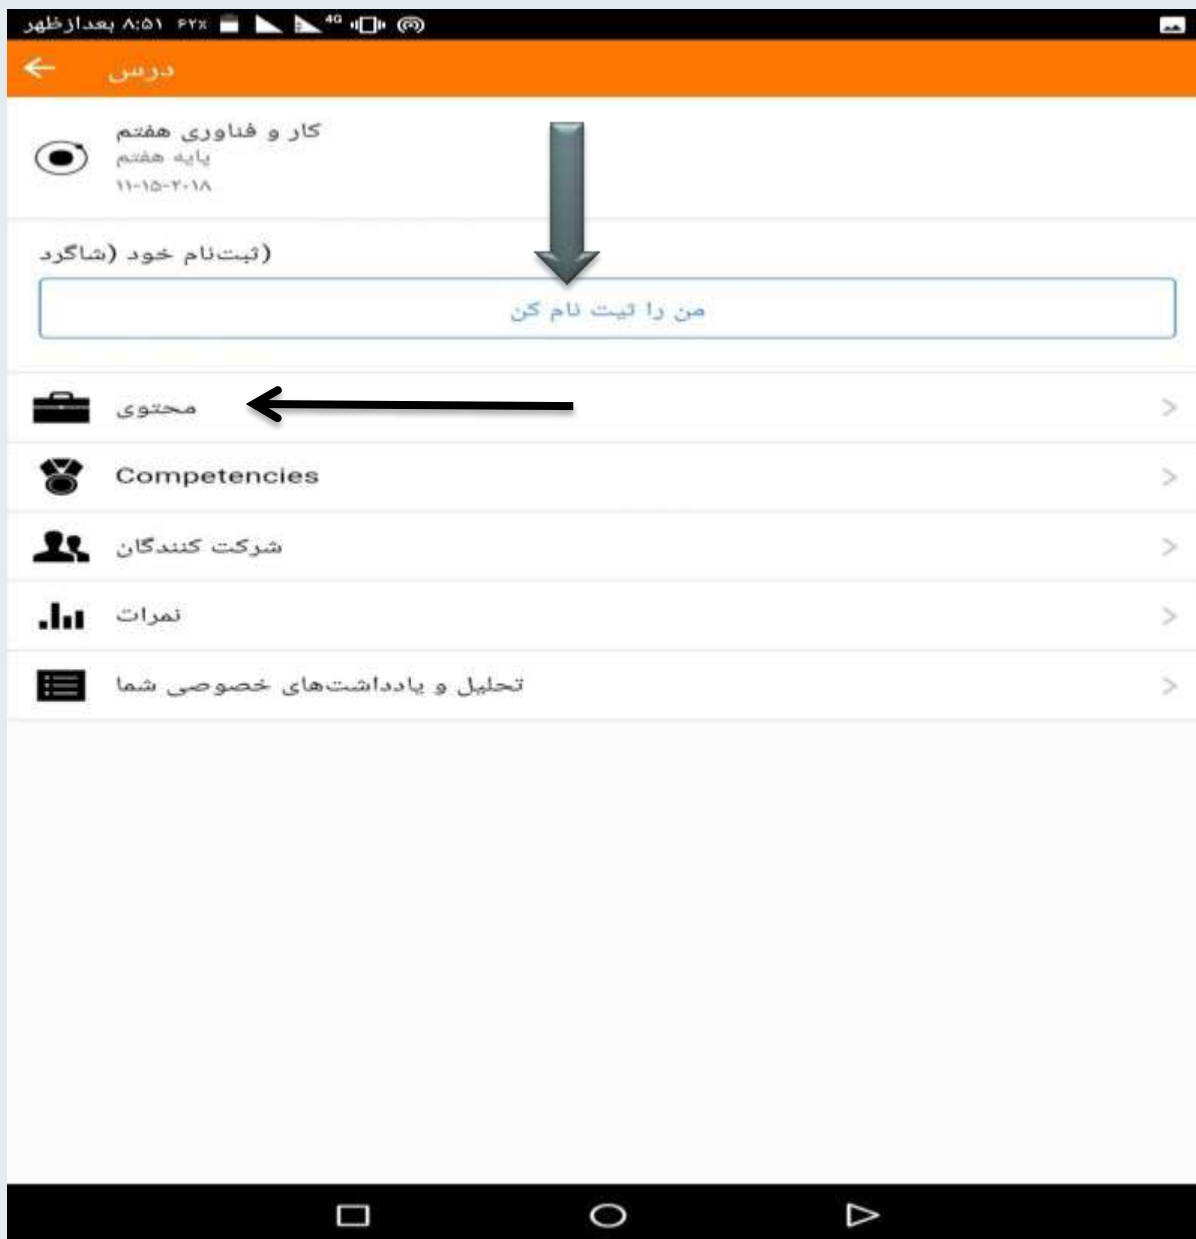 ۸:۵۱ بعدازظهر ۶۲٪ 4G
درس
کار و فناوری هفتم
پایه هفتم
۱۱-۱۵-۲۰۱۸
(ثبت‌نام خود (شاگرد
من را ثبت نام کن
محتوی
Competencies
شرکت کنندگان
نمرات
تحلیل و یادداشت‌های خصوصی شما